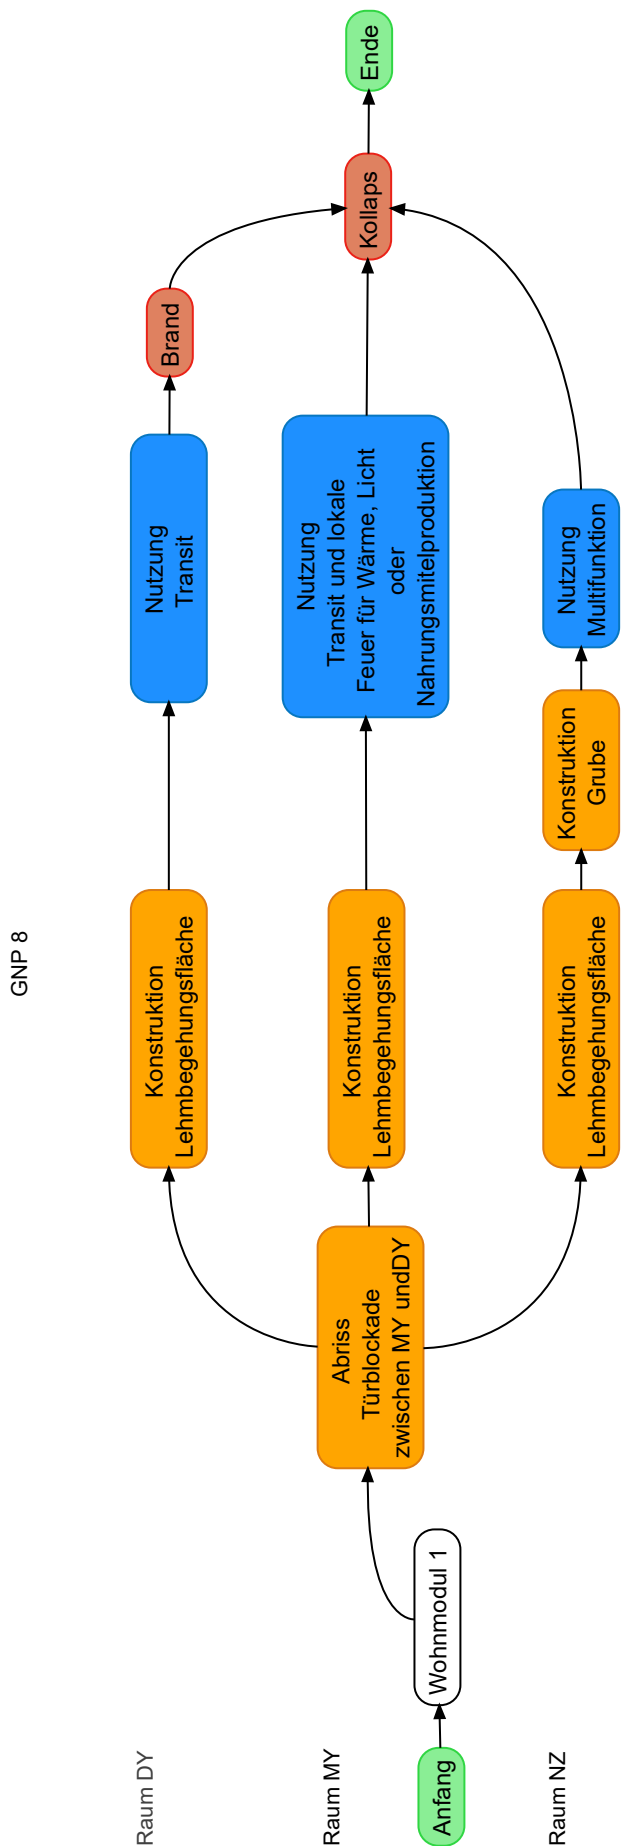 GNP 8
Raum DY
Raum MY
Raum NZ
Anfang
Wohnmodul 1
Abriss
Türblockade
zwischen MY undDY
Konstruktion
Lehmbegehungsfläche
Nutzung
Transit
Brand
Konstruktion
Lehmbegehungsfläche
Nutzung
Transit und lokale
Feuer für Wärme, Licht
oder
Nahrungsmitelproduktion
Konstruktion
Lehmbegehungsfläche
Konstruktion
Grube
Nutzung
Multifunktion
Kollaps
Ende